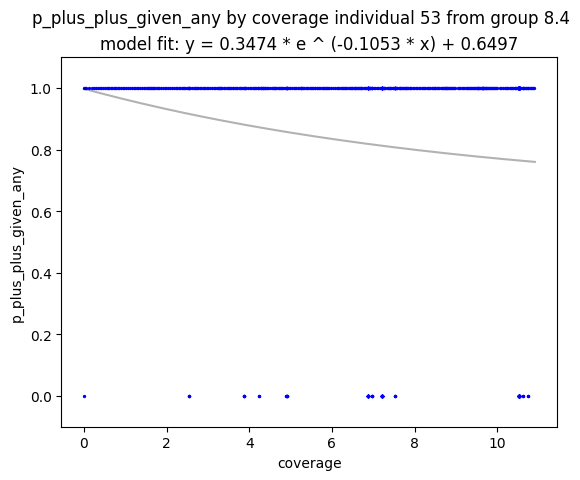 p_plus_plus_given_any by coverage individual 53 from group 8.4
model fit: y = 0.3474 * e ^ (-0.1053 * x) + 0.6497
p_plus_plus_given_any
1.0
0.8
0.6
0.4
0.2
0.0
0 2 4 6 8 10
coverage